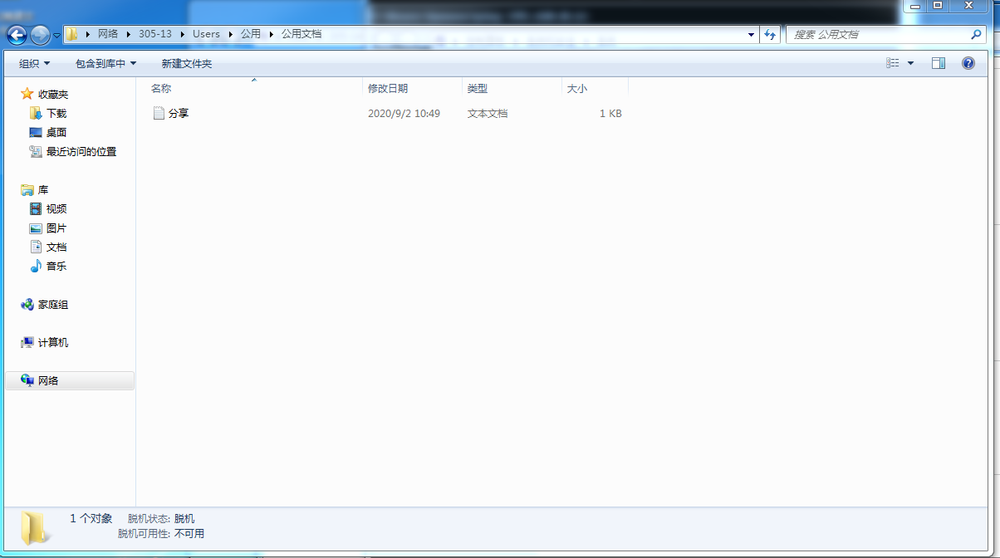 网络 305-13 Users 公用 公用文档 搜索 公用文档
组织 包含到库中 新建文件夹
名称 修改日期 类型 大小
分享 2020/9/2 10:49 文本文档 1 KB
收藏夹
下载
桌面
最近访问的位置
库
视频
图片
文档
音乐
家庭组
计算机
网络
1 个对象 脱机状态: 脱机
脱机可用性: 不可用